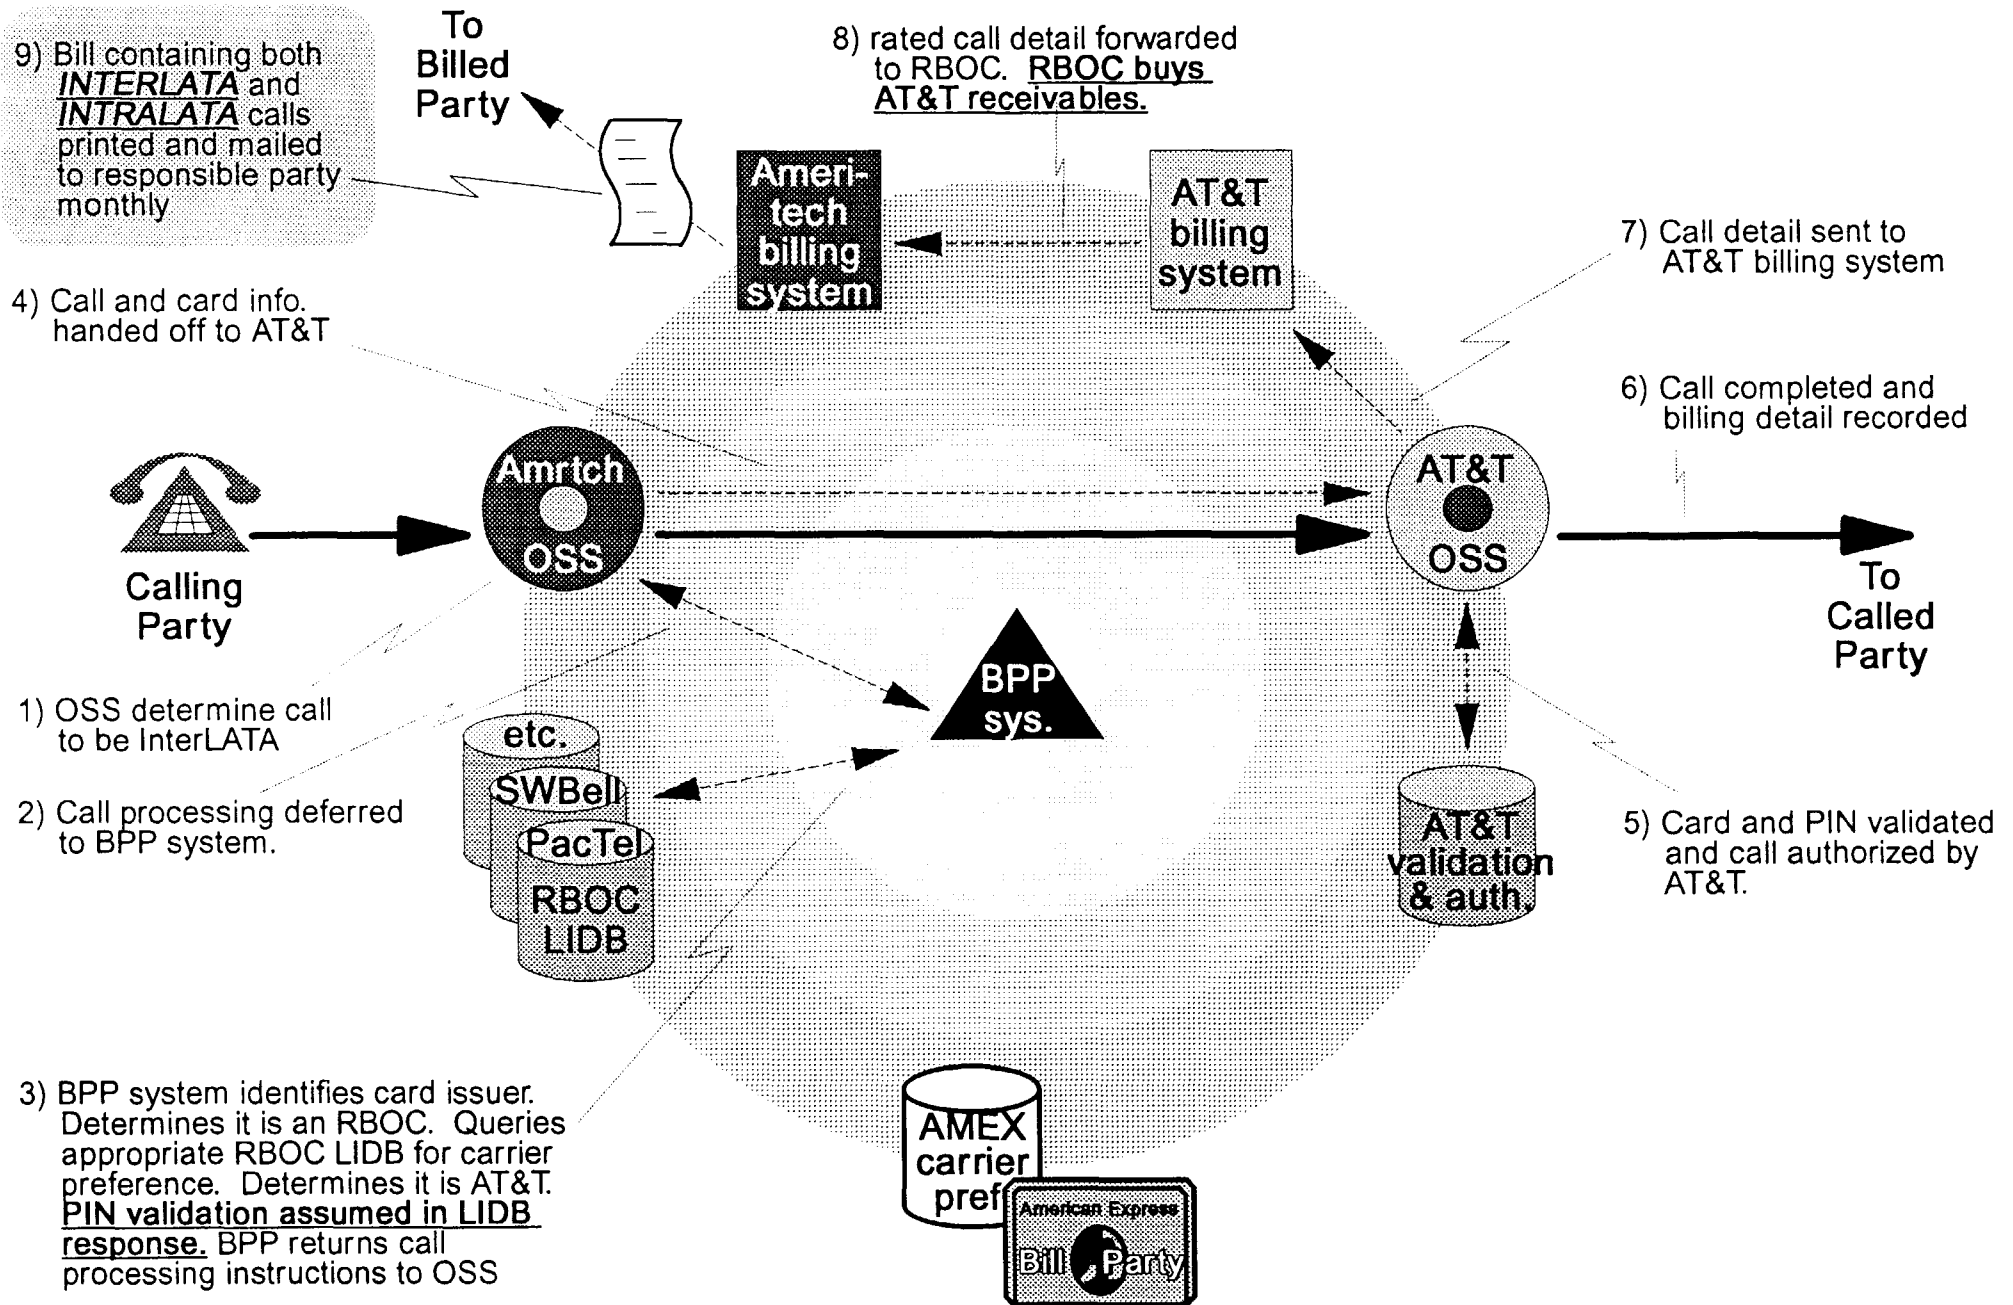 9) Bill containing both
INTERLATA and
INTRALATA calls
printed and mailed
to responsible party
monthly
To
Billed
Party
8) rated call detail forwarded
to RBOC. RBOC buys
AT&T receivables.
Ameri-
tech
billing
system
AT&T
billing
system
7) Call detail sent to
AT&T billing system
4) Call and card info.
handed off to AT&T
6) Call completed and
billing detail recorded
Calling
Party
Amrtch
OSS
AT&T
OSS
To
Called
Party
1) OSS determine call
to be InterLATA
2) Call processing deferred
to BPP system.
BPP
sys.
etc.
SWBell
PacTel
RBOC
LIDB
AT&T
validation
& auth.
5) Card and PIN validated
and call authorized by
AT&T.
3) BPP system identifies card issuer.
Determines it is an RBOC. Queries
appropriate RBOC LIDB for carrier
preference. Determines it is AT&T.
PIN validation assumed in LIDB
response. BPP returns call
processing instructions to OSS
AMEX
carrier
pref
American Express
Bill Party